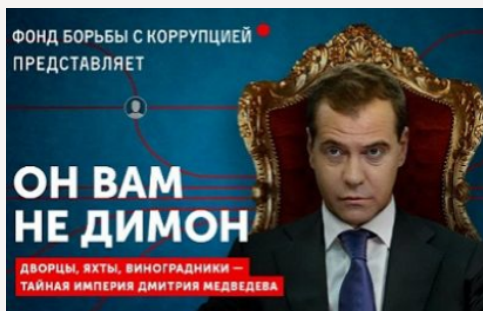 ФОНД БОРЬБЫ С КОРРУПЦИЕЙ
ПРЕДСТАВЛЯЕТ
ОН ВАМ
НЕ ДИМОН
ДВОРЦЫ, ЯХТЫ, ВИНОГРАДНИКИ —
ТАЙНАЯ ИМПЕРИЯ ДМИТРИЯ МЕДВЕДЕВА